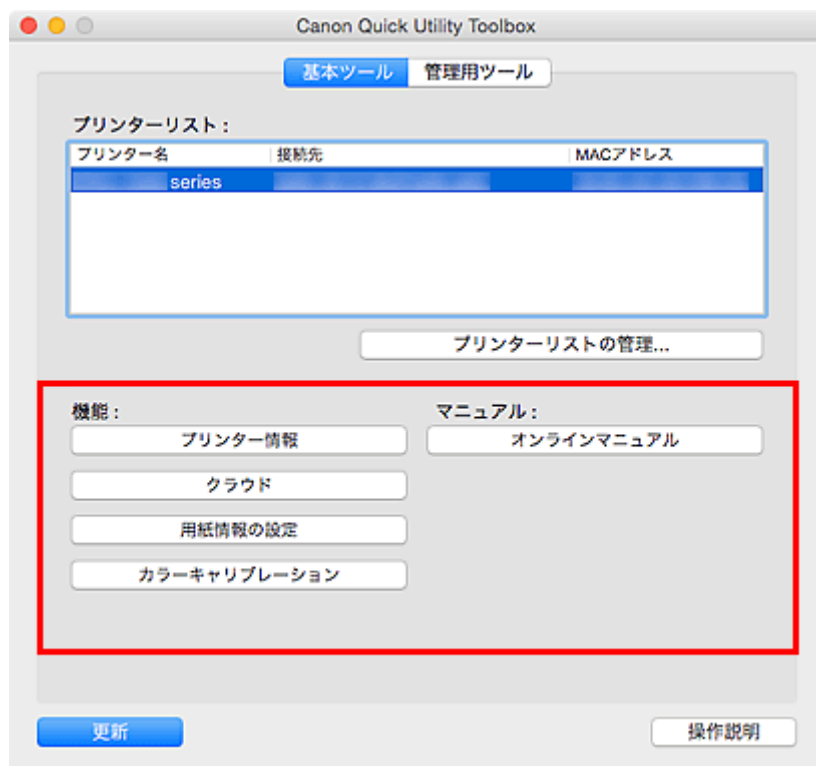 Canon Quick Utility Toolbox
基本ツール 管理用ツール
プリンターリスト：
プリンター名 接続先 MACアドレス
series
プリンターリストの管理...
機能： マニュアル：
プリンター情報 オンラインマニュアル
クラウド
用紙情報の設定
カラーキャリブレーション
更新 操作説明